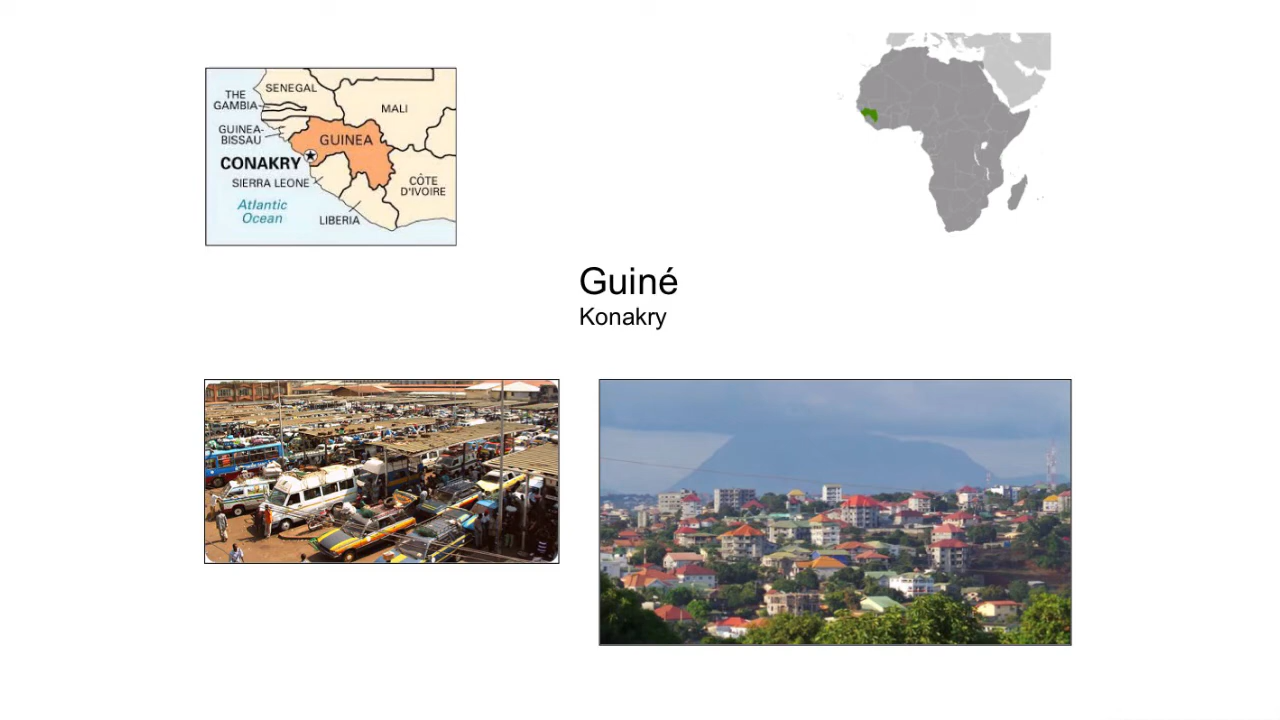 SENEGAL
THE
GAMBIA
MALI
GUINEA-
BISSAU
GUINEA
CONAKRY
SIERRA LEONE
CÔTE
D'IVOIRE
Atlantic
Ocean
LIBERIA
Guiné
Konakry